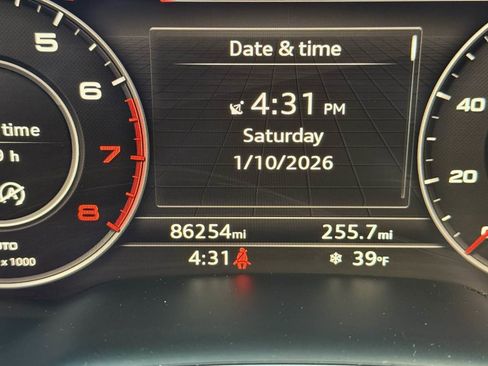 Date & time
4:31 PM
Saturday
1/10/2026
5
6
7
8
time
h
x 1000
40
20
86254mi
255.7mi
4:31
39°F